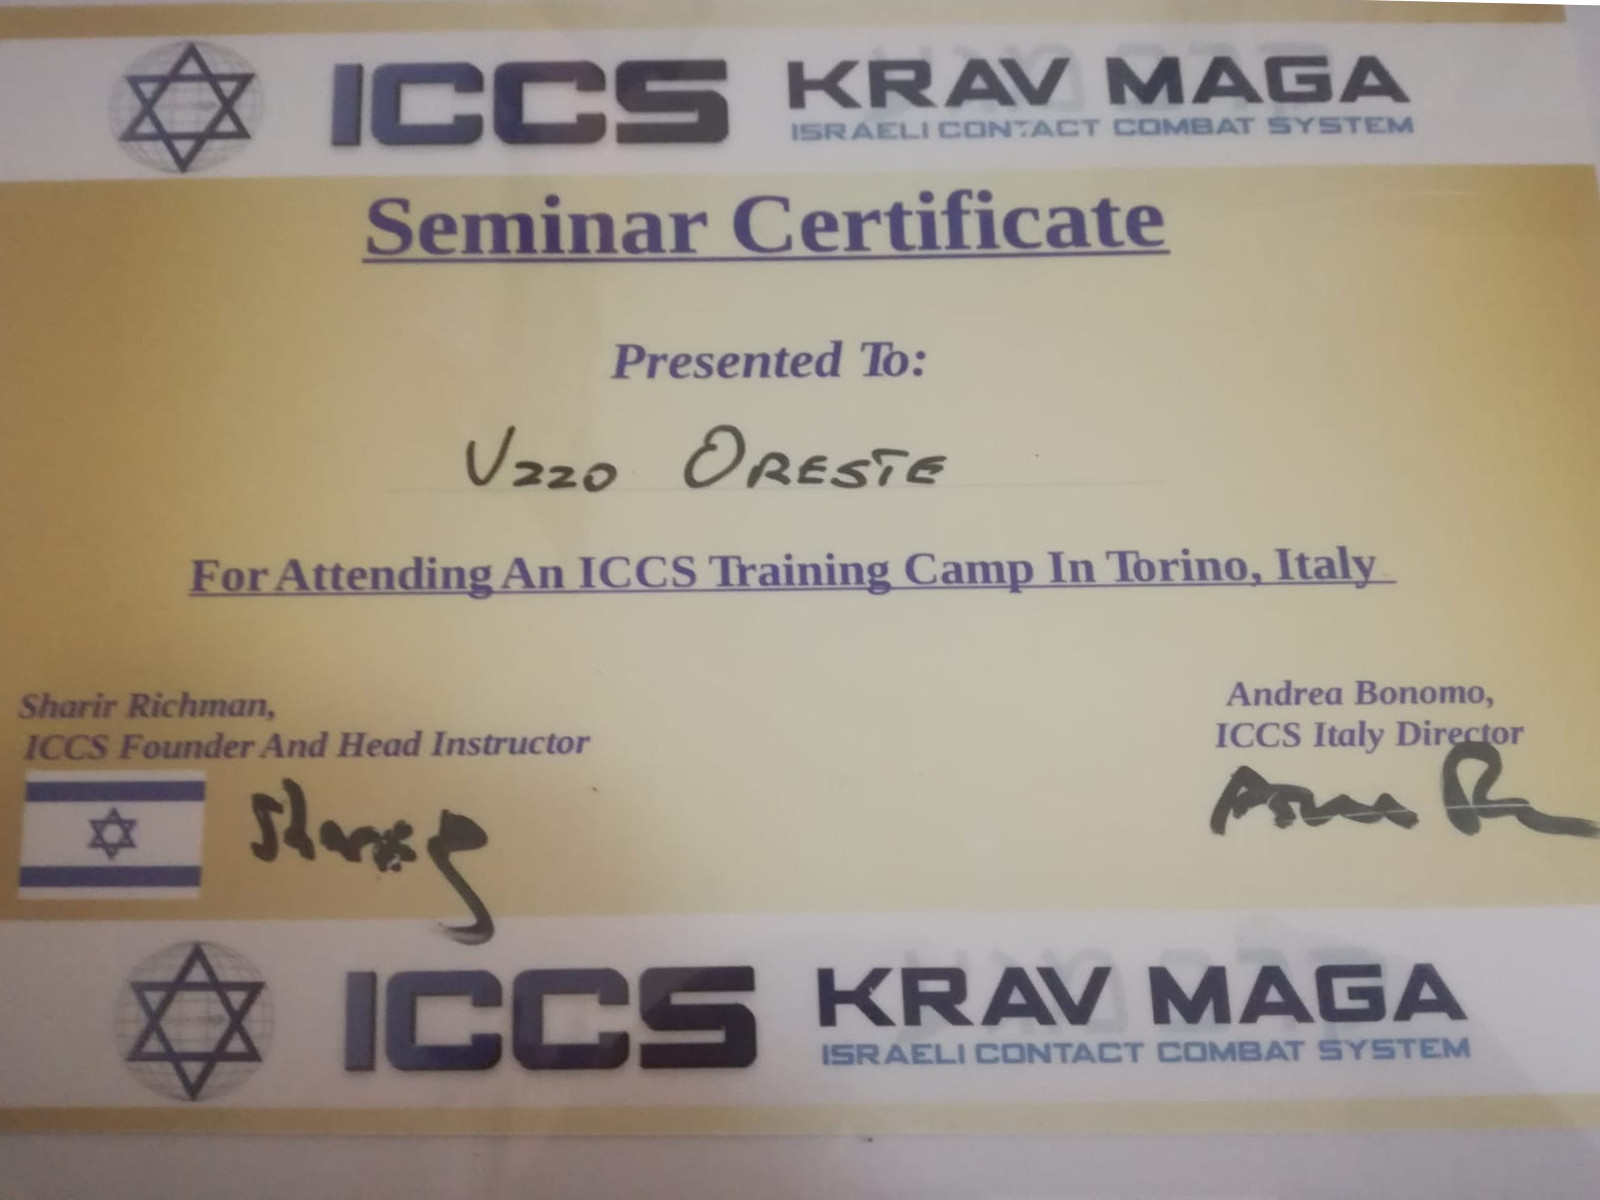 ICCS KRAV MAGA
ISRAELI CONTACT COMBAT SYSTEM
Seminar Certificate
Presented To:
Uzzo Oreste
For Attending An ICCS Training Camp In Torino, Italy
Sharir Richman,
ICCS Founder And Head Instructor
Andrea Bonomo,
ICCS Italy Director
ICCS KRAV MAGA
ISRAELI CONTACT COMBAT SYSTEM